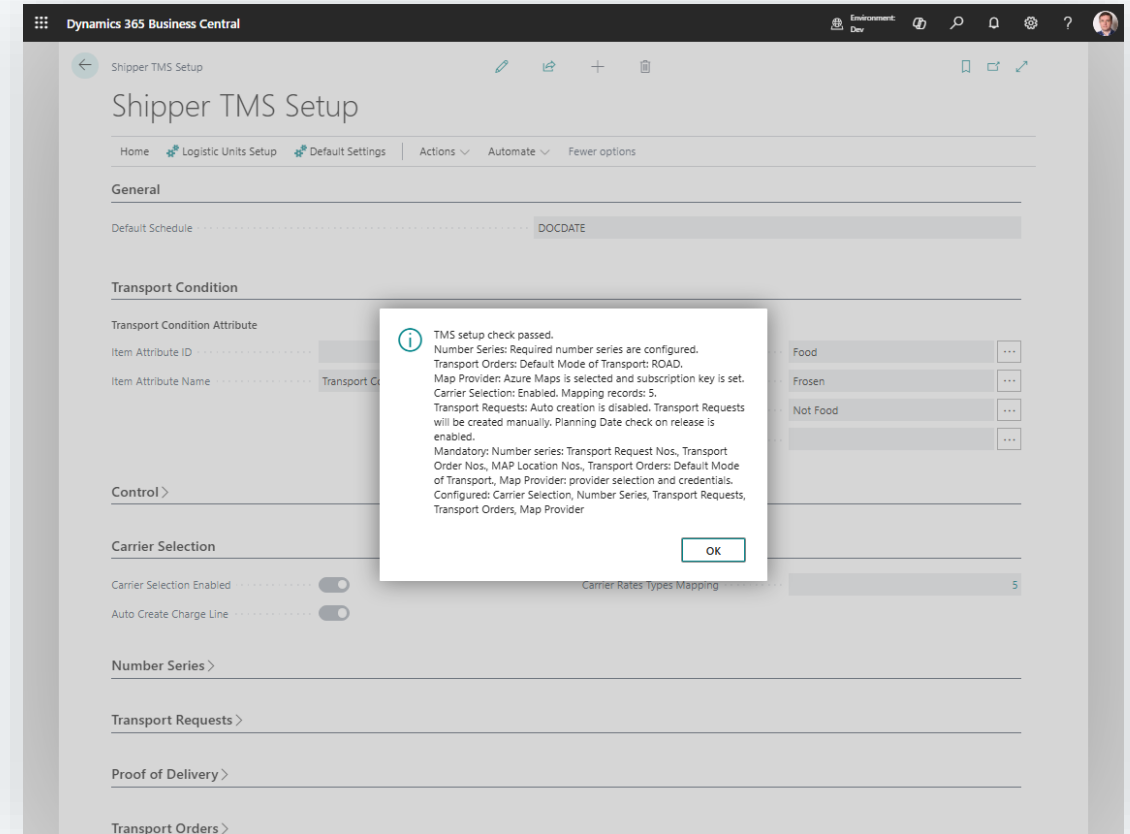 Dynamics 365 Business Central
Environment:
Dev
Shipper TMS Setup
Shipper TMS Setup
Home Logistic Units Setup Default Settings Actions Automate Fewer options
General
Default Schedule DOCDATE
Transport Condition
Transport Condition Attribute
Item Attribute ID Food
Item Attribute Name Frozen
Not Food
TMS setup check passed.
Number Series: Required number series are configured.
Transport Orders: Default Mode of Transport: ROAD.
Map Provider: Azure Maps is selected and subscription key is set.
Carrier Selection: Enabled. Mapping records: 5.
Transport Requests: Auto creation is disabled. Transport Requests
will be created manually. Planning Date check on release is
enabled.
Mandatory: Number series: Transport Request Nos., Transport
Order Nos., MAP Location Nos., Transport Orders: Default Mode
of Transport., Map Provider: provider selection and credentials.
Configured: Carrier Selection, Number Series, Transport Requests,
Transport Orders, Map Provider
OK
Control
Carrier Selection
Carrier Selection Enabled Carrier Rates Types Mapping 5
Auto Create Charge Line
Number Series
Transport Requests
Proof of Delivery
Transport Orders